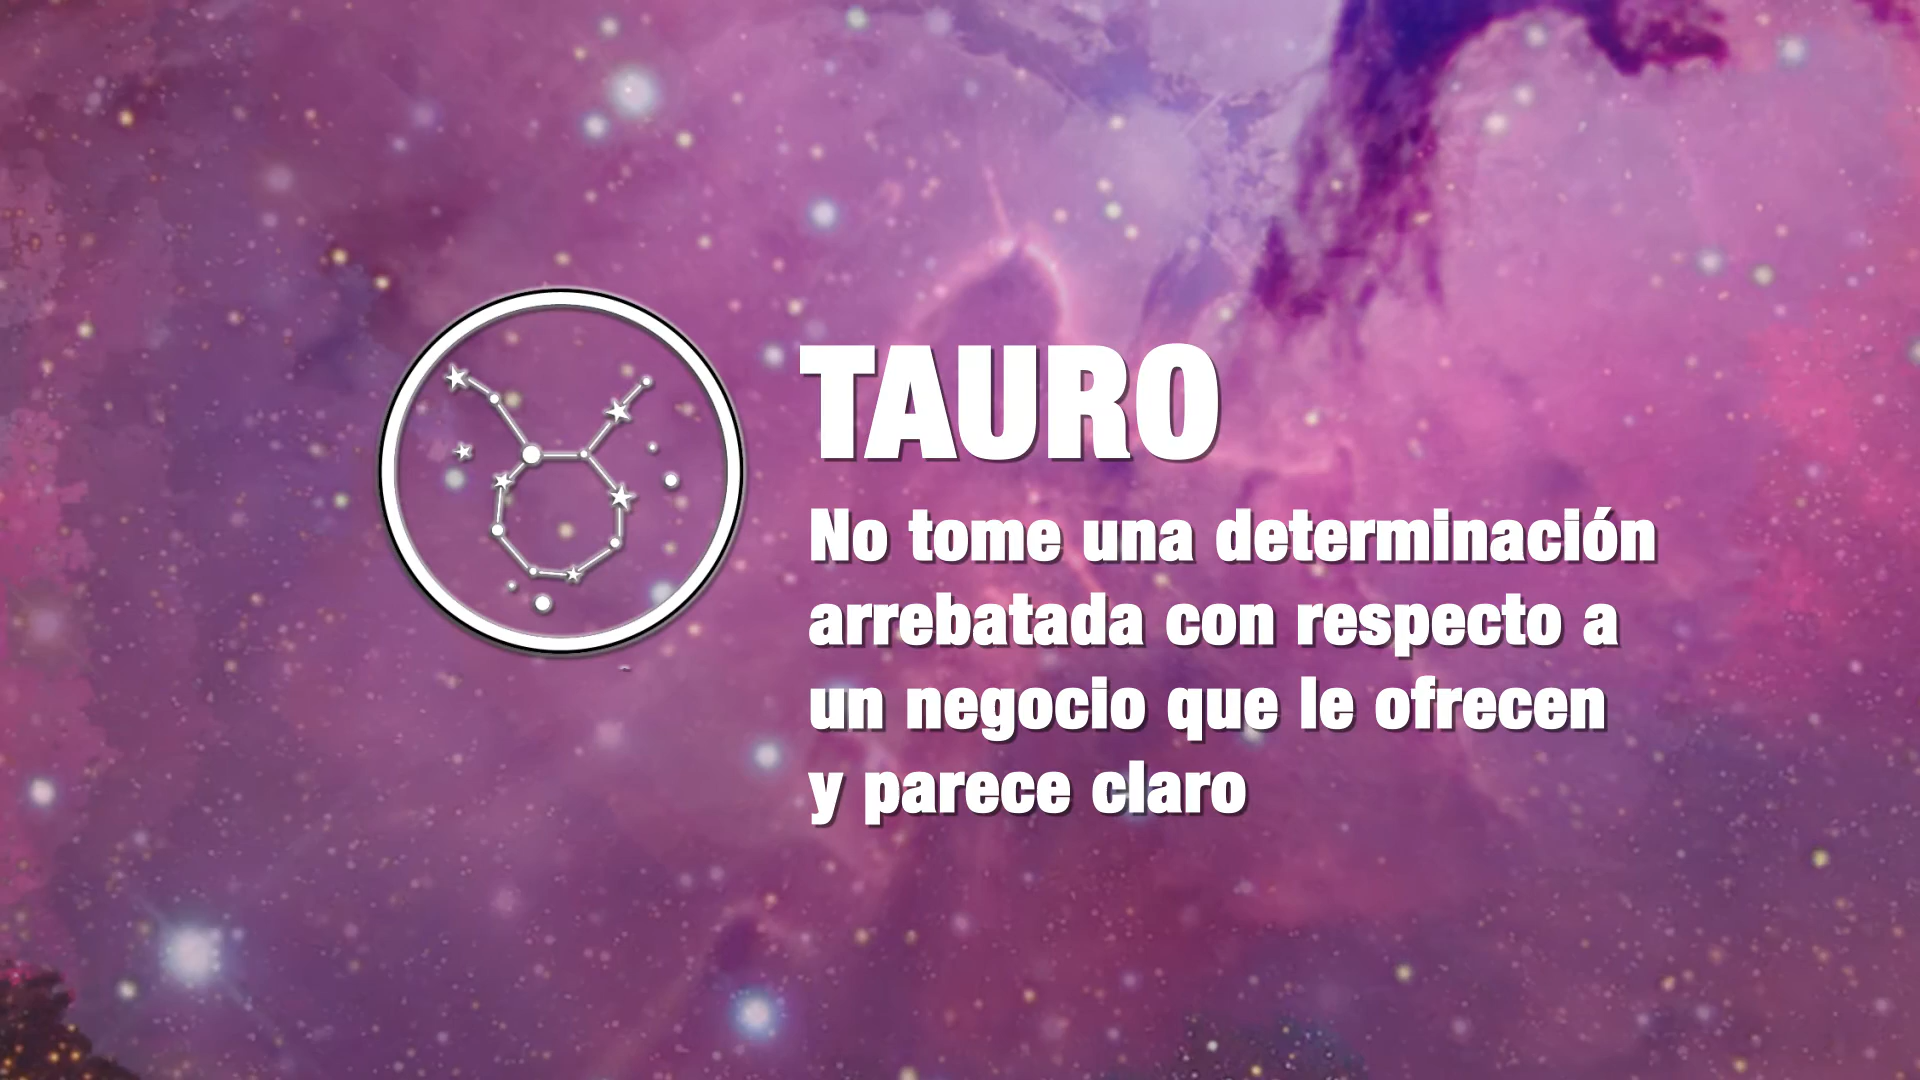 TAURO
No tome una determinación
arrebatada con respecto a
un negocio que le ofrecen
y parece claro